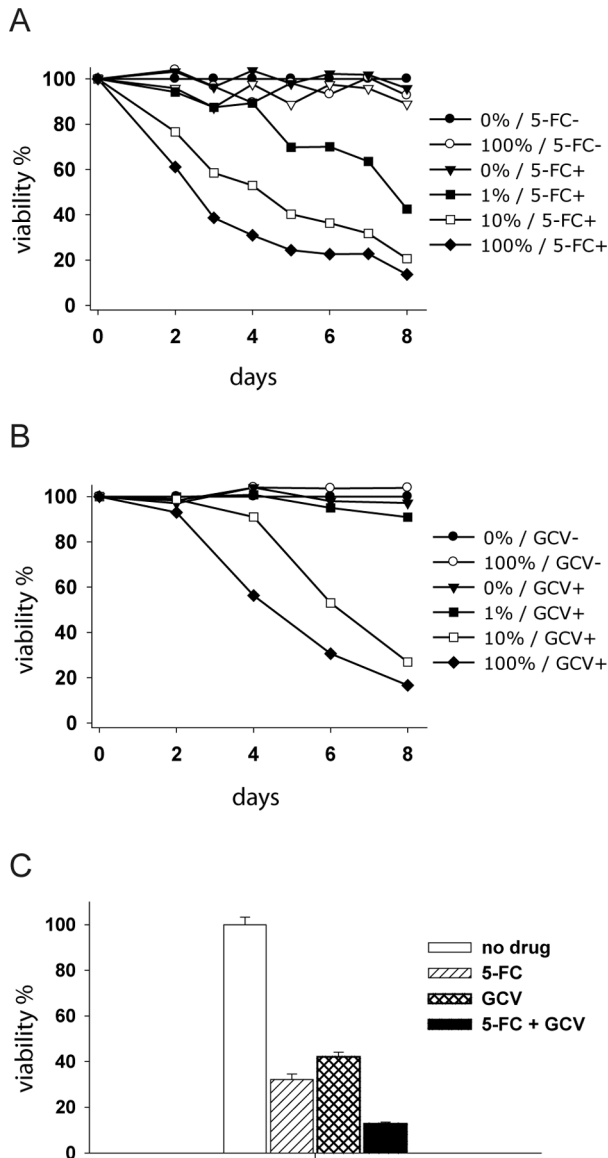 A
100
80
60
40
20
0
viability %
0 2 4 6 8
days
0% / 5-FC-
100% / 5-FC-
0% / 5-FC+
1% / 5-FC+
10% / 5-FC+
100% / 5-FC+
B
100
80
60
40
20
0
viability %
0 2 4 6 8
days
0% / GCV-
100% / GCV-
0% / GCV+
1% / GCV+
10% / GCV+
100% / GCV+
C
100
80
60
40
20
0
viability %
no drug
5-FC
GCV
5-FC + GCV